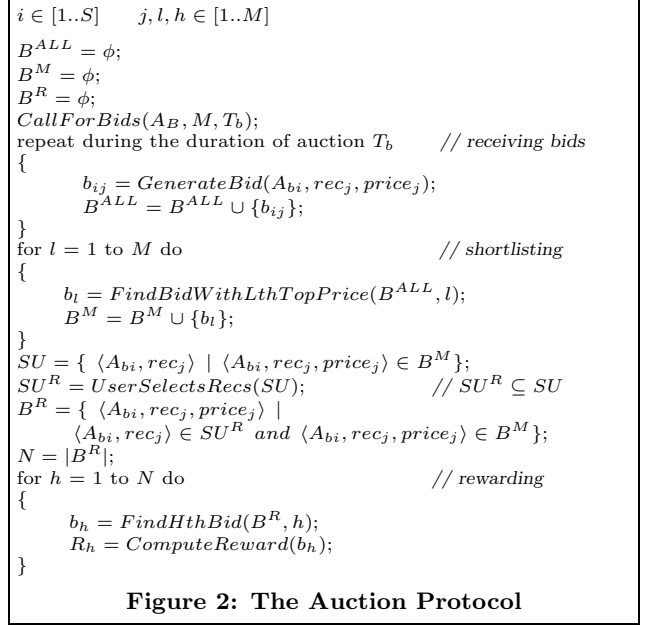 i ∈ [1..S]  j, l, h ∈ [1..M]
B^{ALL} = ϕ;
B^M = ϕ;
B^R = ϕ;
CallForBids(A_B, M, T_b);
repeat during the duration of auction T_b  // receiving bids
{
b_{ij} = GenerateBid(A_{bi}, rec_j, price_j);
B^{ALL} = B^{ALL} ∪ {b_{ij}};
}
for l = 1 to M do  // shortlisting
{
b_l = FindBidWithLthTopPrice(B^{ALL}, l);
B^M = B^M ∪ {b_l};
}
SU = { ⟨A_{bi}, rec_j⟩ | ⟨A_{bi}, rec_j, price_j⟩ ∈ B^M};
SU^R = UserSelectsRecs(SU);  // SU^R ⊆ SU
B^R = { ⟨A_{bi}, rec_j, price_j⟩ |
⟨A_{bi}, rec_j⟩ ∈ SU^R and ⟨A_{bi}, rec_j, price_j⟩ ∈ B^M};
N = |B^R|;
for h = 1 to N do  // rewarding
{
b_h = FindHthBid(B^R, h);
R_h = ComputeReward(b_h);
}
Figure 2: The Auction Protocol